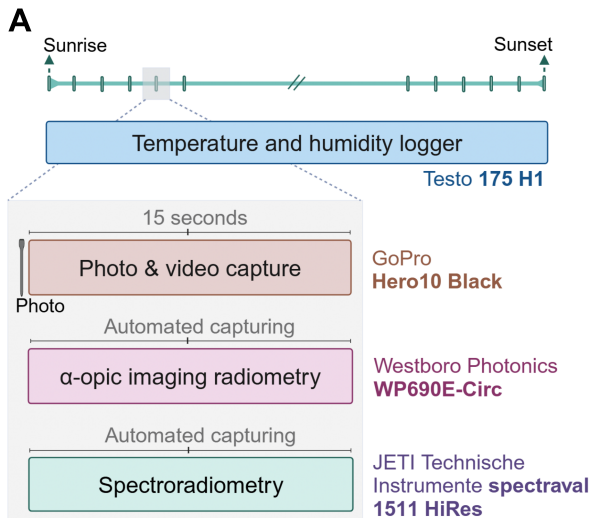 A
Sunrise
Sunset
Temperature and humidity logger
Testo 175 H1
15 seconds
Photo & video capture
GoPro
Hero10 Black
Photo
Automated capturing
α-opic imaging radiometry
Westboro Photonics
WP690E-Circ
Automated capturing
Spectroradiometry
JETI Technische
Instrumente spectraval
1511 HiRes